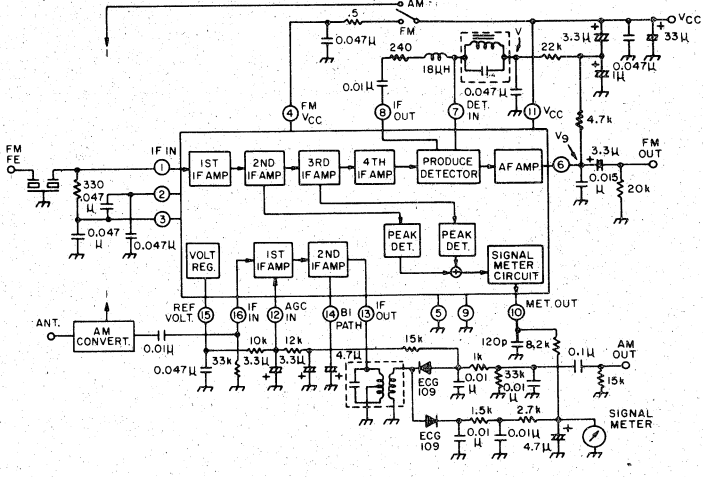 AM
FM
.5
0.047µ
VCC
3.3µ
+
0.047µ
33µ
+
1µ
+
240
18µH
V
22k
0.01µ
0.047µ
4.7k
4
FM VCC
8
IF OUT
7
DET. IN
11
VCC
V9
FM FE
IF IN
1
2
3
330
.047µ
0.047µ
0.047µ
1ST IF AMP
2ND IF AMP
3RD IF AMP
4TH IF AMP
PRODUCE DETECTOR
AF AMP
6
3.3µ
+
0.015µ
FM OUT
20k
PEAK DET.
PEAK DET.
+
SIGNAL METER CIRCUIT
VOLT REG.
1ST IF AMP
2ND IF AMP
15
REF VOLT.
16
IF IN
12
AGC IN
14
BI PATH
13
IF OUT
5
9
10
MET. OUT
ANT.
AM CONVERT.
0.01µ
0.047µ
33k
10k
3.3µ
+
12k
3.3µ
+
4.7µ
+
15k
ECG 109
1k
0.01µ
33k
0.01µ
120p
8.2k
0.1µ
AM OUT
15k
ECG 109
1.5k
0.01µ
0.01µ
2.7k
4.7µ
+
SIGNAL METER